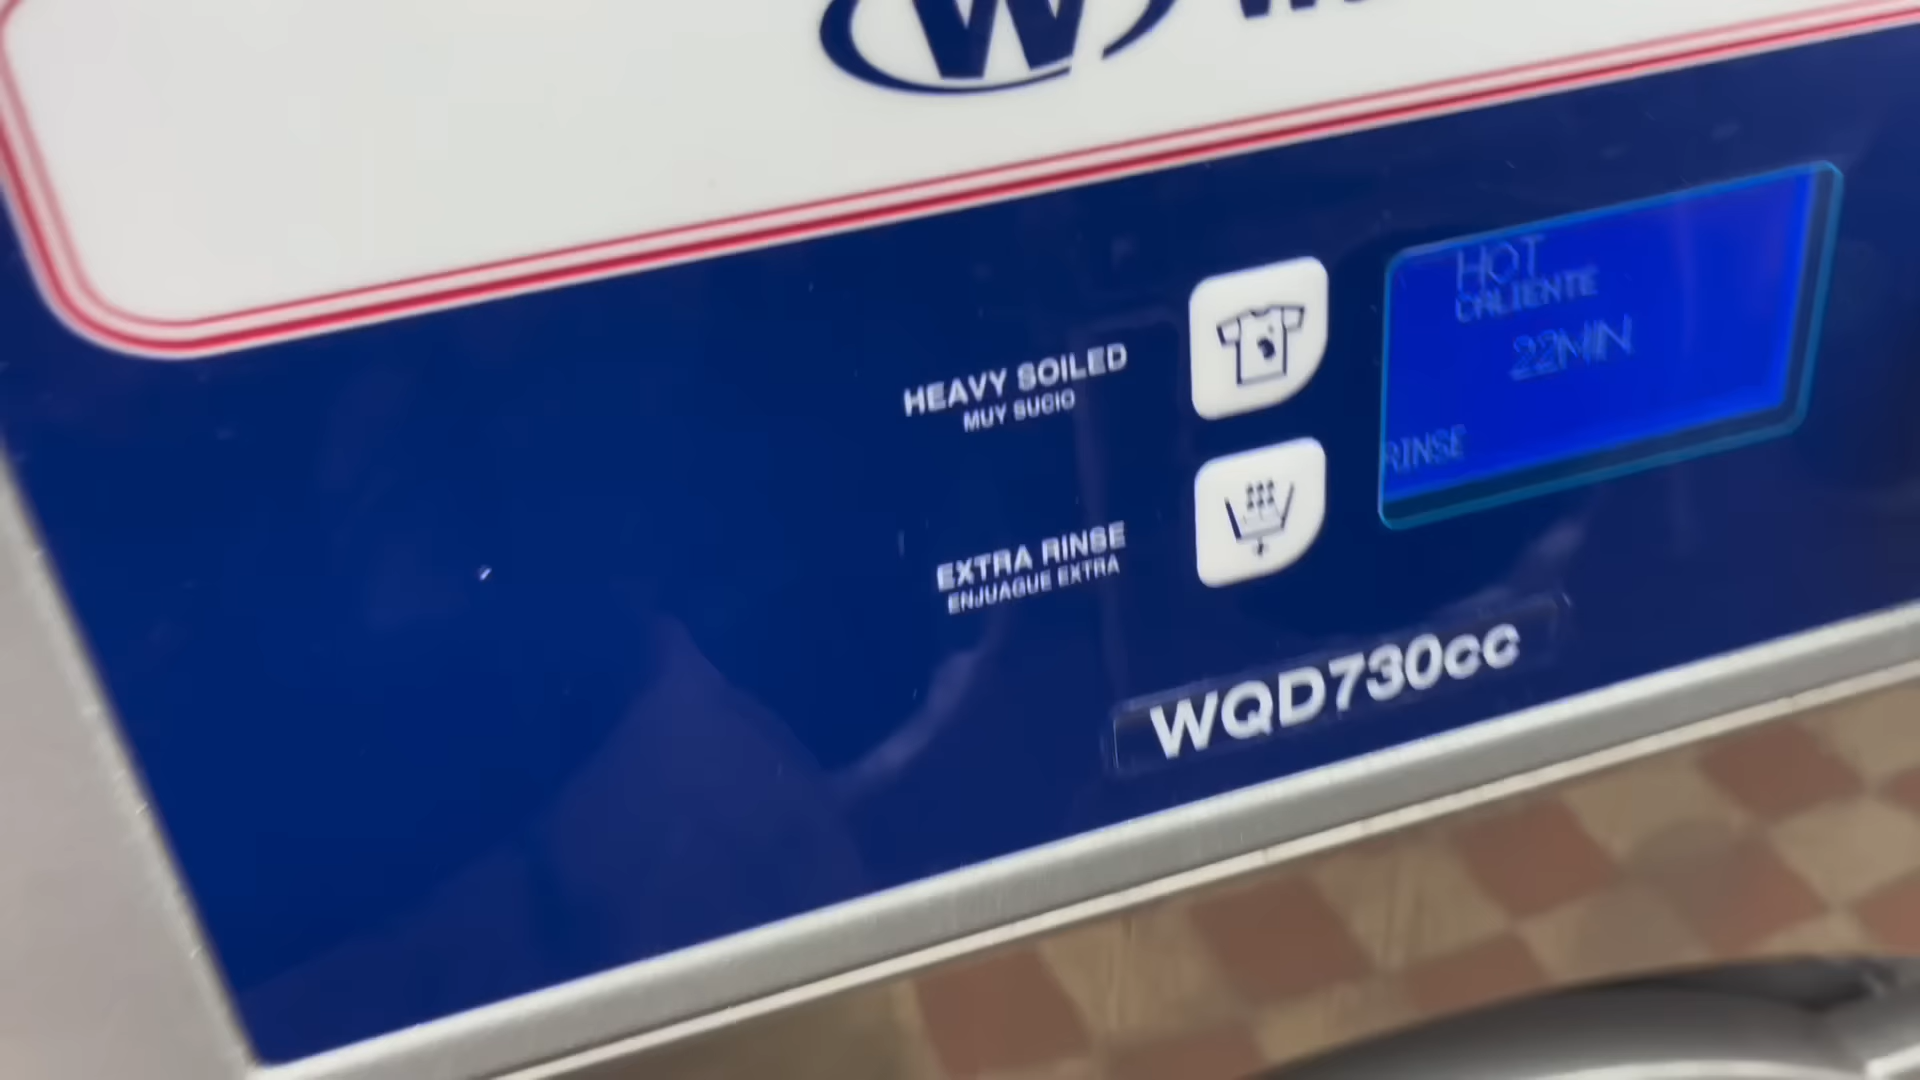 W
HOT
CALIENTE
22MIN
RINSE
HEAVY SOILED
MUY SUCIO
EXTRA RINSE
ENJUAGUE EXTRA
WQD730cc